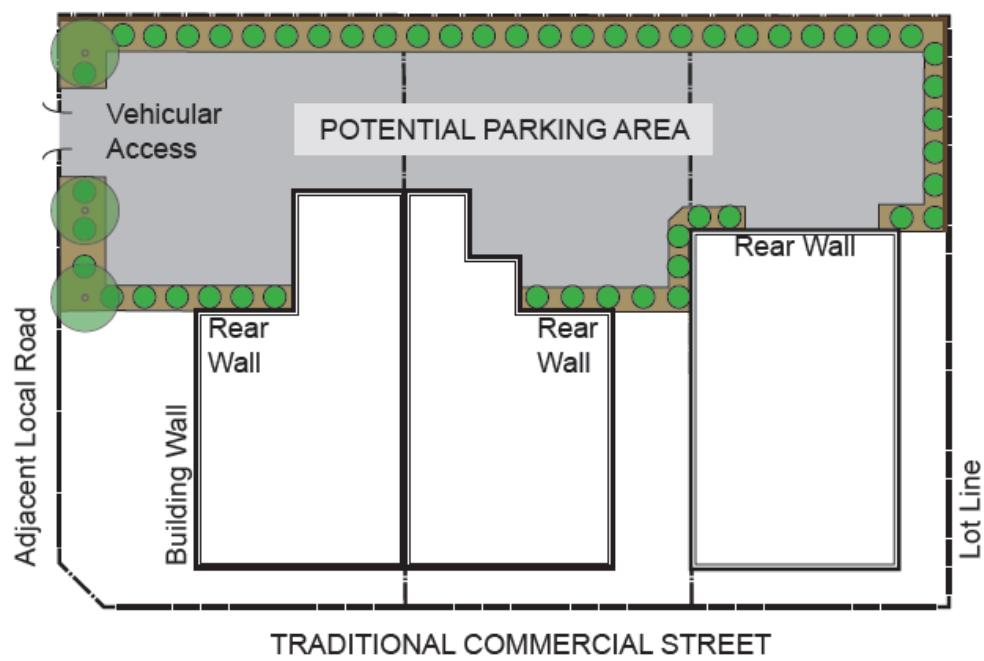 Vehicular
Access
POTENTIAL PARKING AREA
Rear Wall
Rear
Wall
Rear
Wall
Adjacent Local Road
Building Wall
Lot Line
TRADITIONAL COMMERCIAL STREET